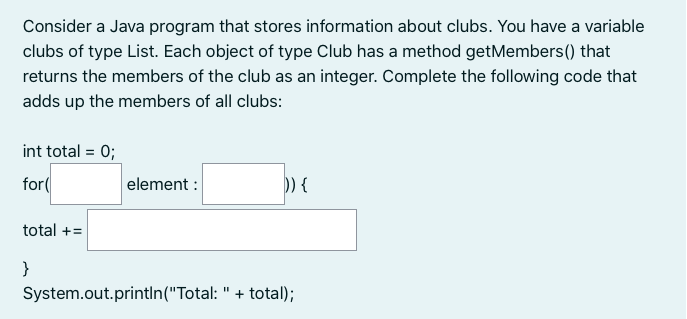 Consider a Java program that stores information about clubs. You have a variable
clubs of type List. Each object of type Club has a method getMembers() that
returns the members of the club as an integer. Complete the following code that
adds up the members of all clubs:
int total = 0;
for( element : )) {
total +=
}
System.out.println("Total: " + total);